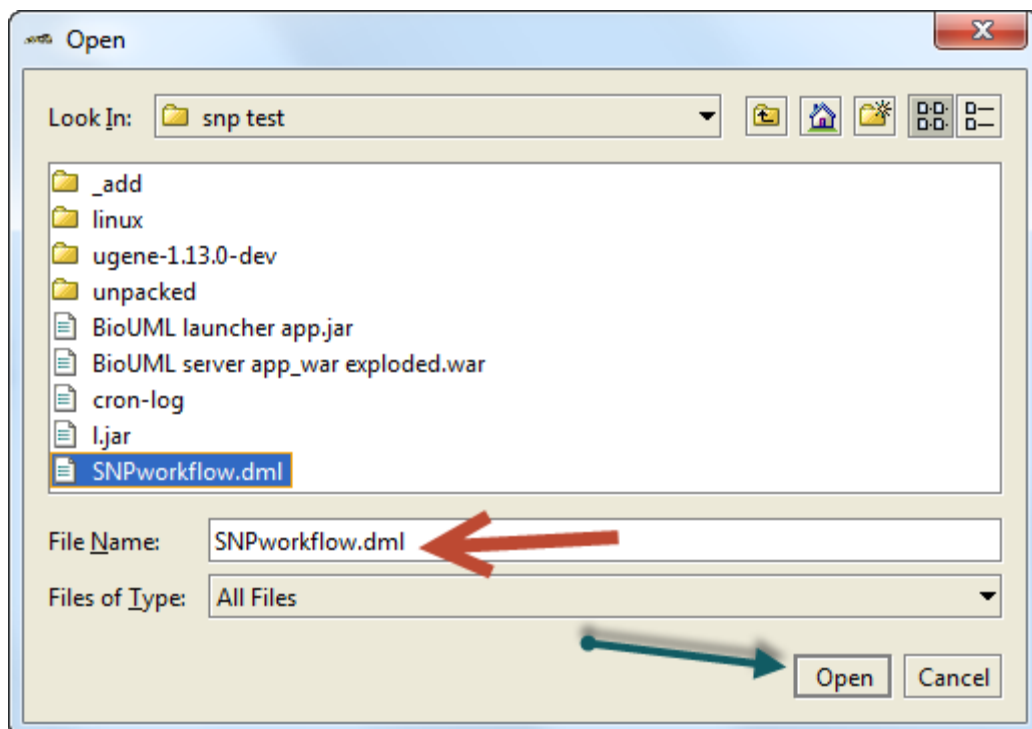 Open
Look In: snp test
_add
linux
ugene-1.13.0-dev
unpacked
BioUML launcher app.jar
BioUML server app_war exploded.war
cron-log
l.jar
SNPworkflow.dml
File Name: SNPworkflow.dml
Files of Type: All Files
Open Cancel